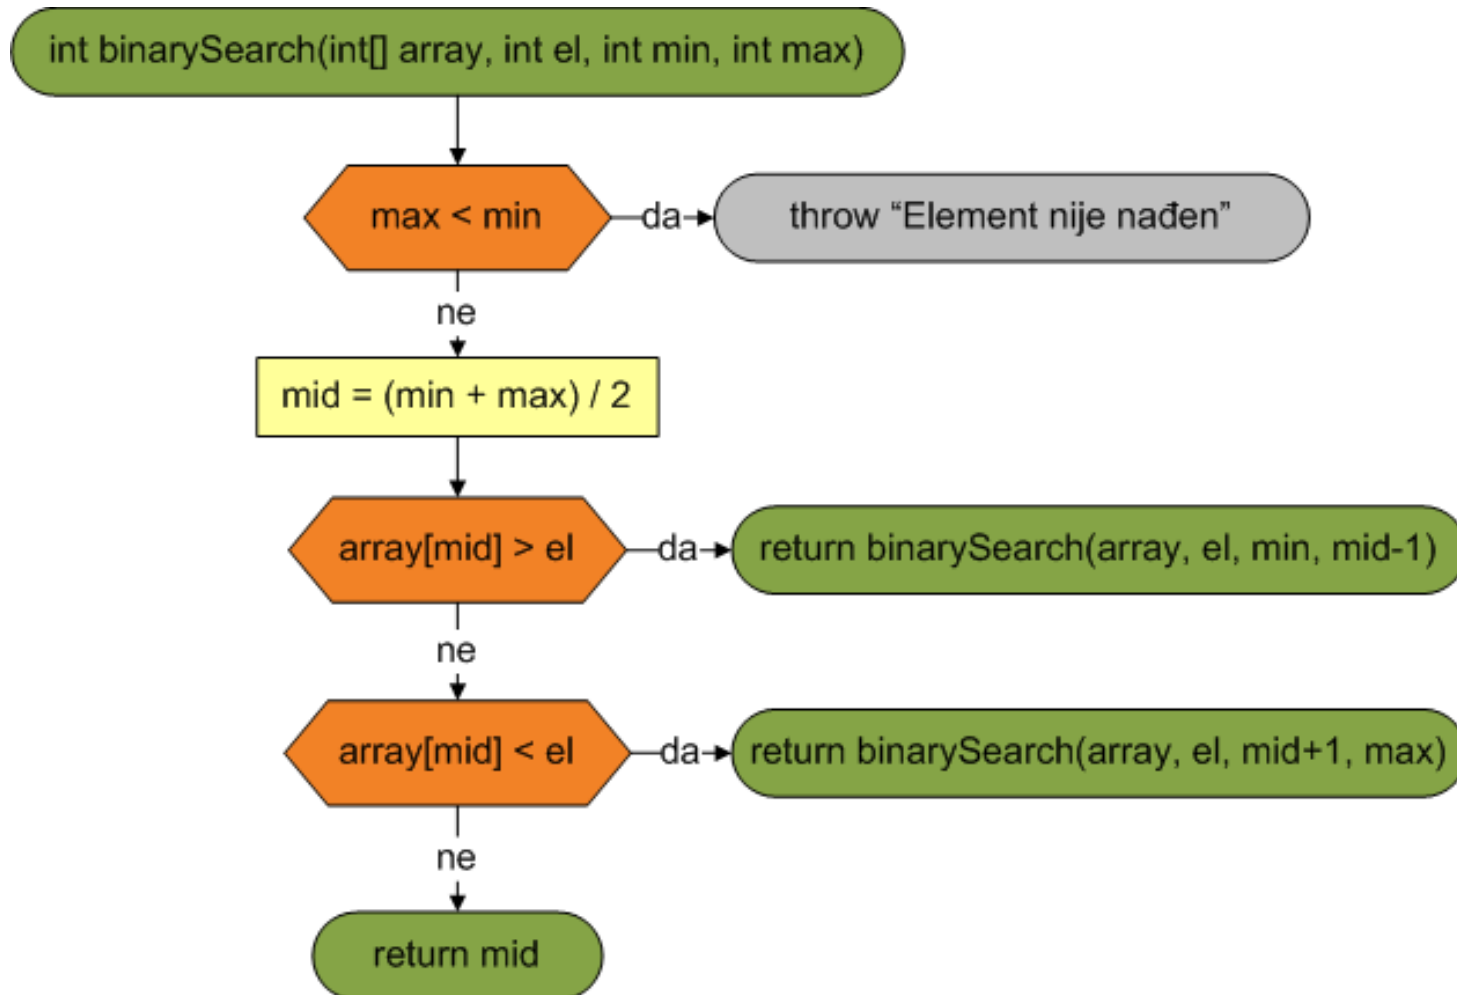 int binarySearch(int[] array, int el, int min, int max)
max < min
da
throw “Element nije nađen”
ne
mid = (min + max) / 2
array[mid] > el
da
return binarySearch(array, el, min, mid-1)
ne
array[mid] < el
da
return binarySearch(array, el, mid+1, max)
ne
return mid